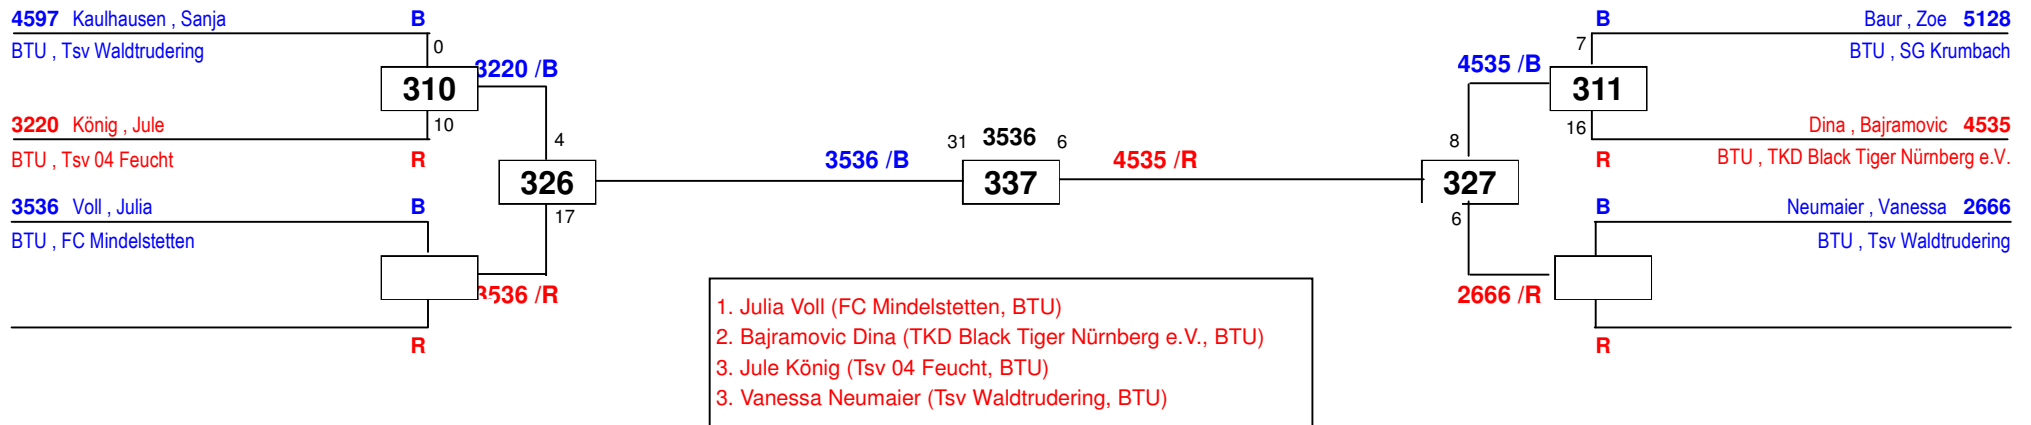 4597 Kaulhausen , Sanja B
BTU , Tsv Waldtrudering
0
3220 /B
310
3220 König , Jule
10
BTU , Tsv 04 Feucht R
4
326
17
3536 Voll , Julia B
BTU , FC Mindelstetten
3536 /R
R
3536 /B
31 3536 6
337
4535 /R
B Baur , Zoe 5128
7
BTU , SG Krumbach
4535 /B
311
16
Dina , Bajramovic 4535
R BTU , TKD Black Tiger Nürnberg e.V.
8
327
6
B Neumaier , Vanessa 2666
BTU , Tsv Waldtrudering
2666 /R
R
1. Julia Voll (FC Mindelstetten, BTU)
2. Bajramovic Dina (TKD Black Tiger Nürnberg e.V., BTU)
3. Jule König (Tsv 04 Feucht, BTU)
3. Vanessa Neumaier (Tsv Waldtrudering, BTU)